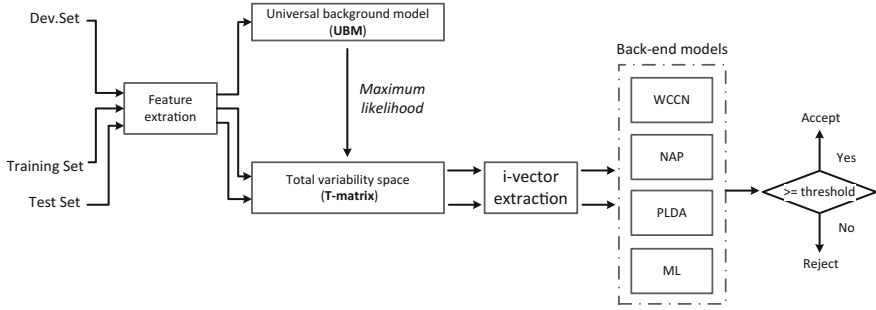 Dev.Set
Training Set
Test Set
Feature
extration
Universal background model
(UBM)
Maximum
likelihood
Total variability space
(T-matrix)
i-vector
extraction
Back-end models
WCCN
NAP
PLDA
ML
Accept
Yes
>= threshold
No
Reject